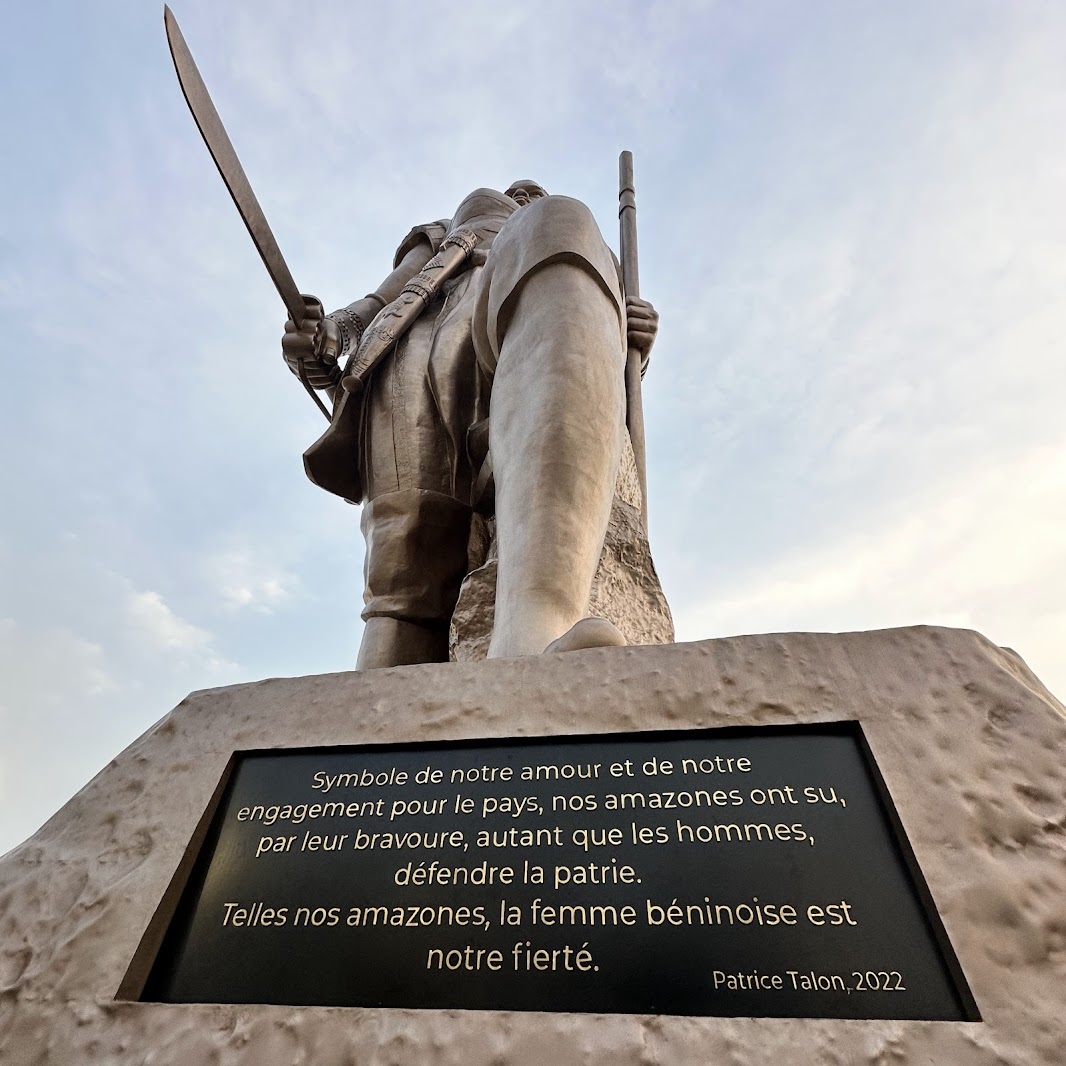 Symbole de notre amour et de notre
engagement pour le pays, nos amazones ont su,
par leur bravoure, autant que les hommes,
défendre la patrie.
Telles nos amazones, la femme béninoise est
notre fierté.
Patrice Talon, 2022